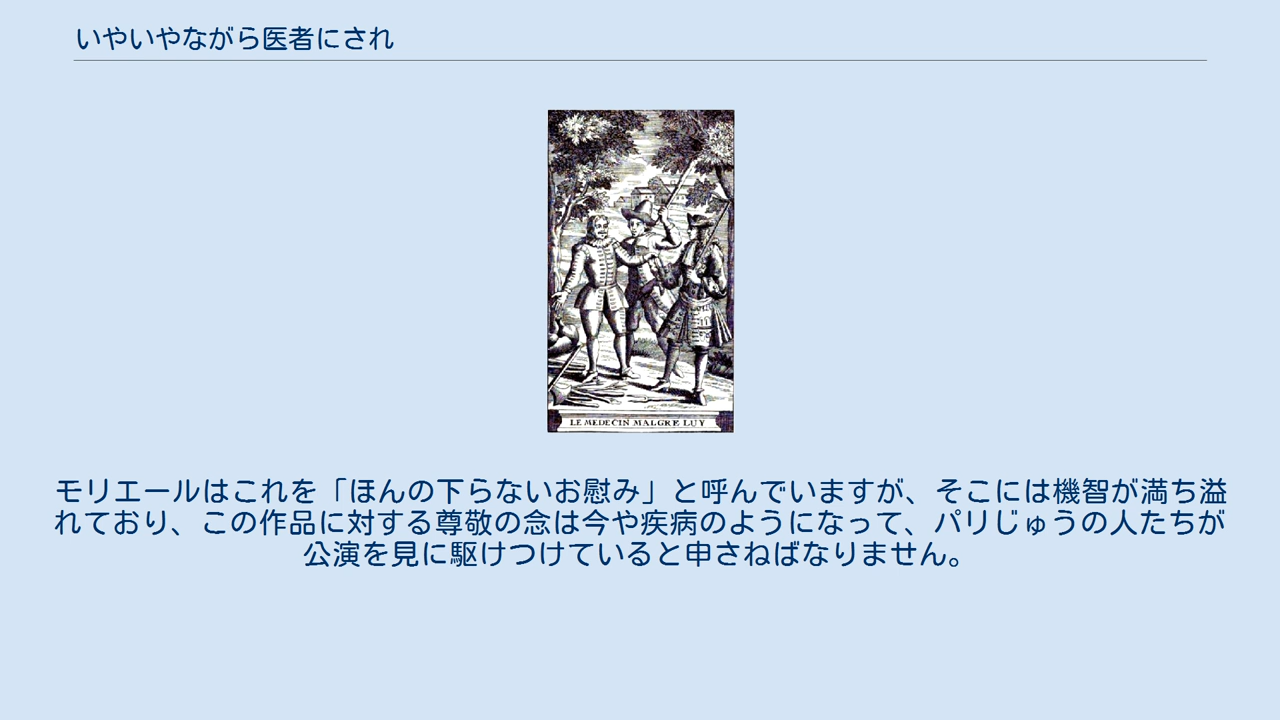 いやいやながら医者にされ
LE MEDECIN MALGRE LUY
モリエールはこれを「ほんの下らないお慰み」と呼んでいますが、そこには機智が満ち溢
れており、この作品に対する尊敬の念は今や疾病のようになって、パリじゅうの人たちが
公演を見に駆けつけていると申さねばなりません。